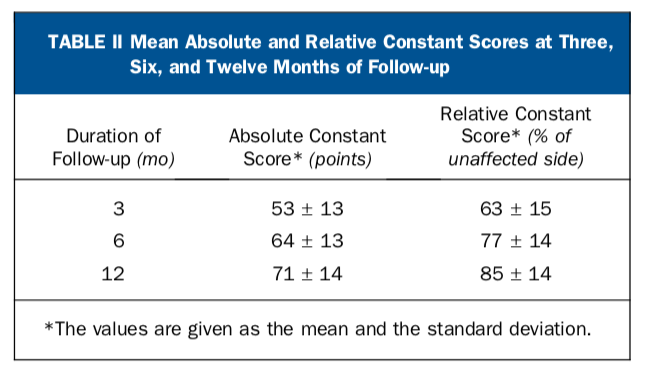 TABLE II Mean Absolute and Relative Constant Scores at Three,
Six, and Twelve Months of Follow-up
Duration of Follow-up (mo) Absolute Constant Score* (points) Relative Constant Score* (% of unaffected side)
3 53 ± 13 63 ± 15
6 64 ± 13 77 ± 14
12 71 ± 14 85 ± 14
*The values are given as the mean and the standard deviation.